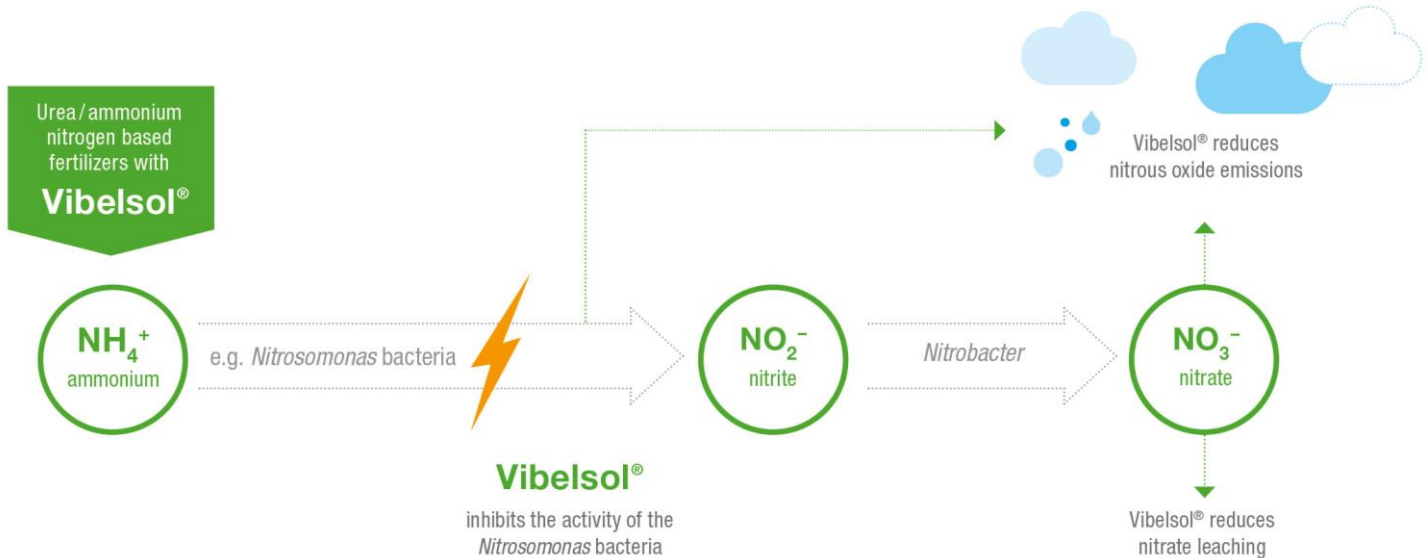 Urea/ammonium
nitrogen based
fertilizers with
Vibelsol®
NH₄⁺
ammonium
e.g. Nitrosomonas bacteria
Vibelsol®
inhibits the activity of the
Nitrosomonas bacteria
NO₂⁻
nitrite
Nitrobacter
NO₃⁻
nitrate
Vibelsol® reduces
nitrous oxide emissions
Vibelsol® reduces
nitrate leaching